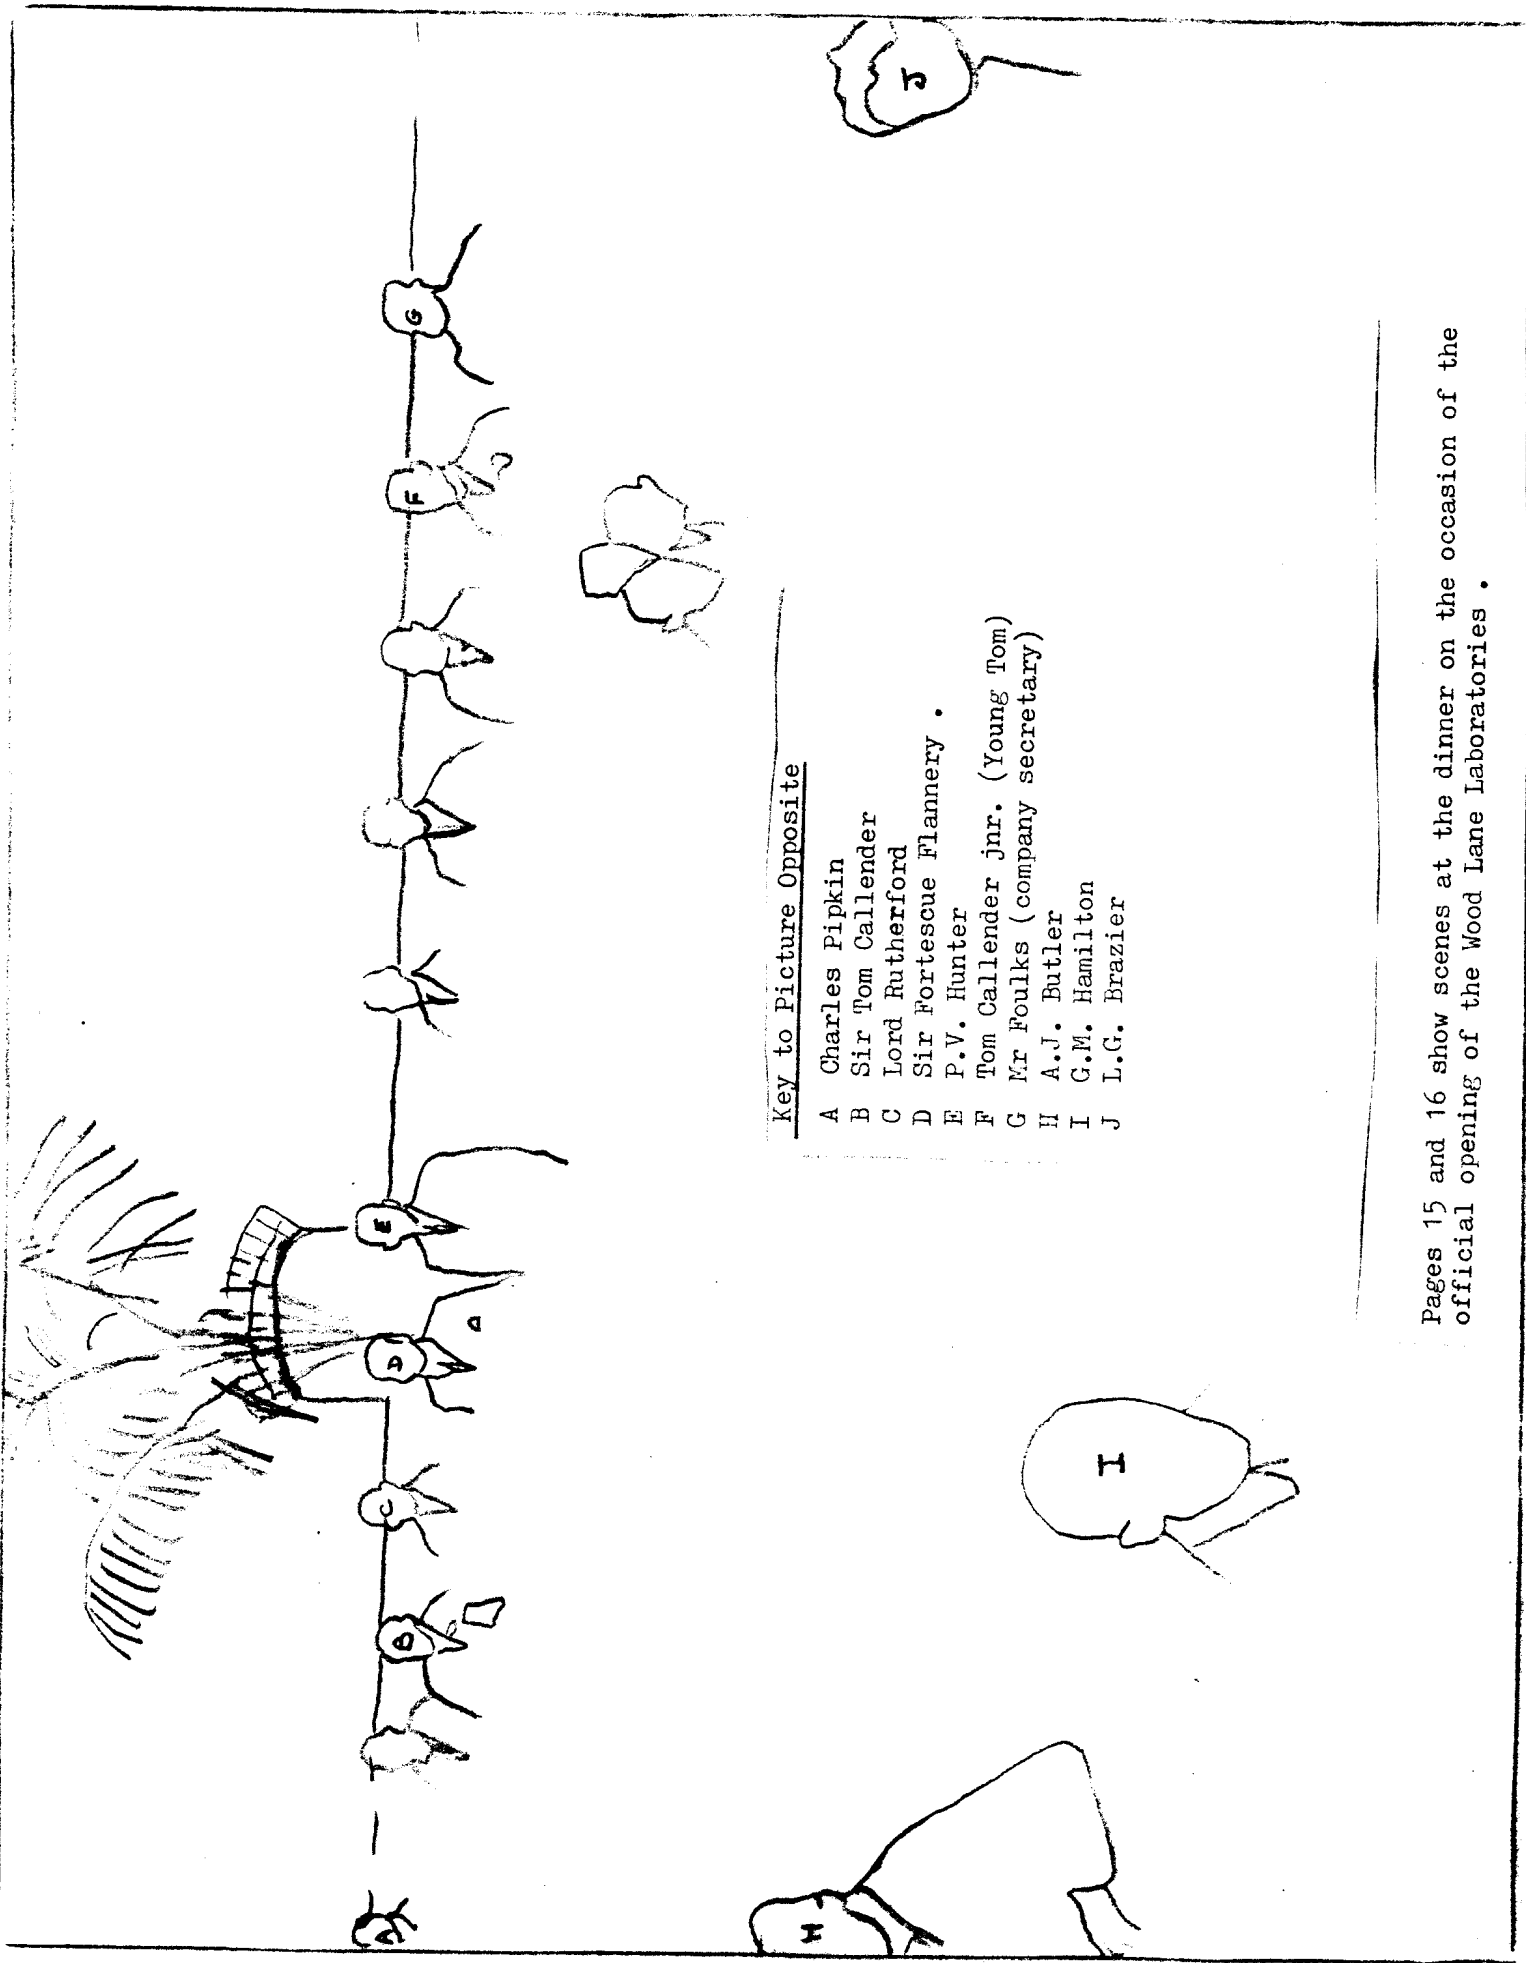 A
B
C
D
E
F
G
H
I
J
Key to Picture Opposite
A Charles Pipkin
B Sir Tom Callender
C Lord Rutherford
D Sir Fortescue Flannery .
E P.V. Hunter
F Tom Callender jnr. (Young Tom)
G Mr Foulks (company secretary)
H A.J. Butler
I G.M. Hamilton
J L.G. Brazier
Pages 15 and 16 show scenes at the dinner on the occasion of the
official opening of the Wood Lane Laboratories .